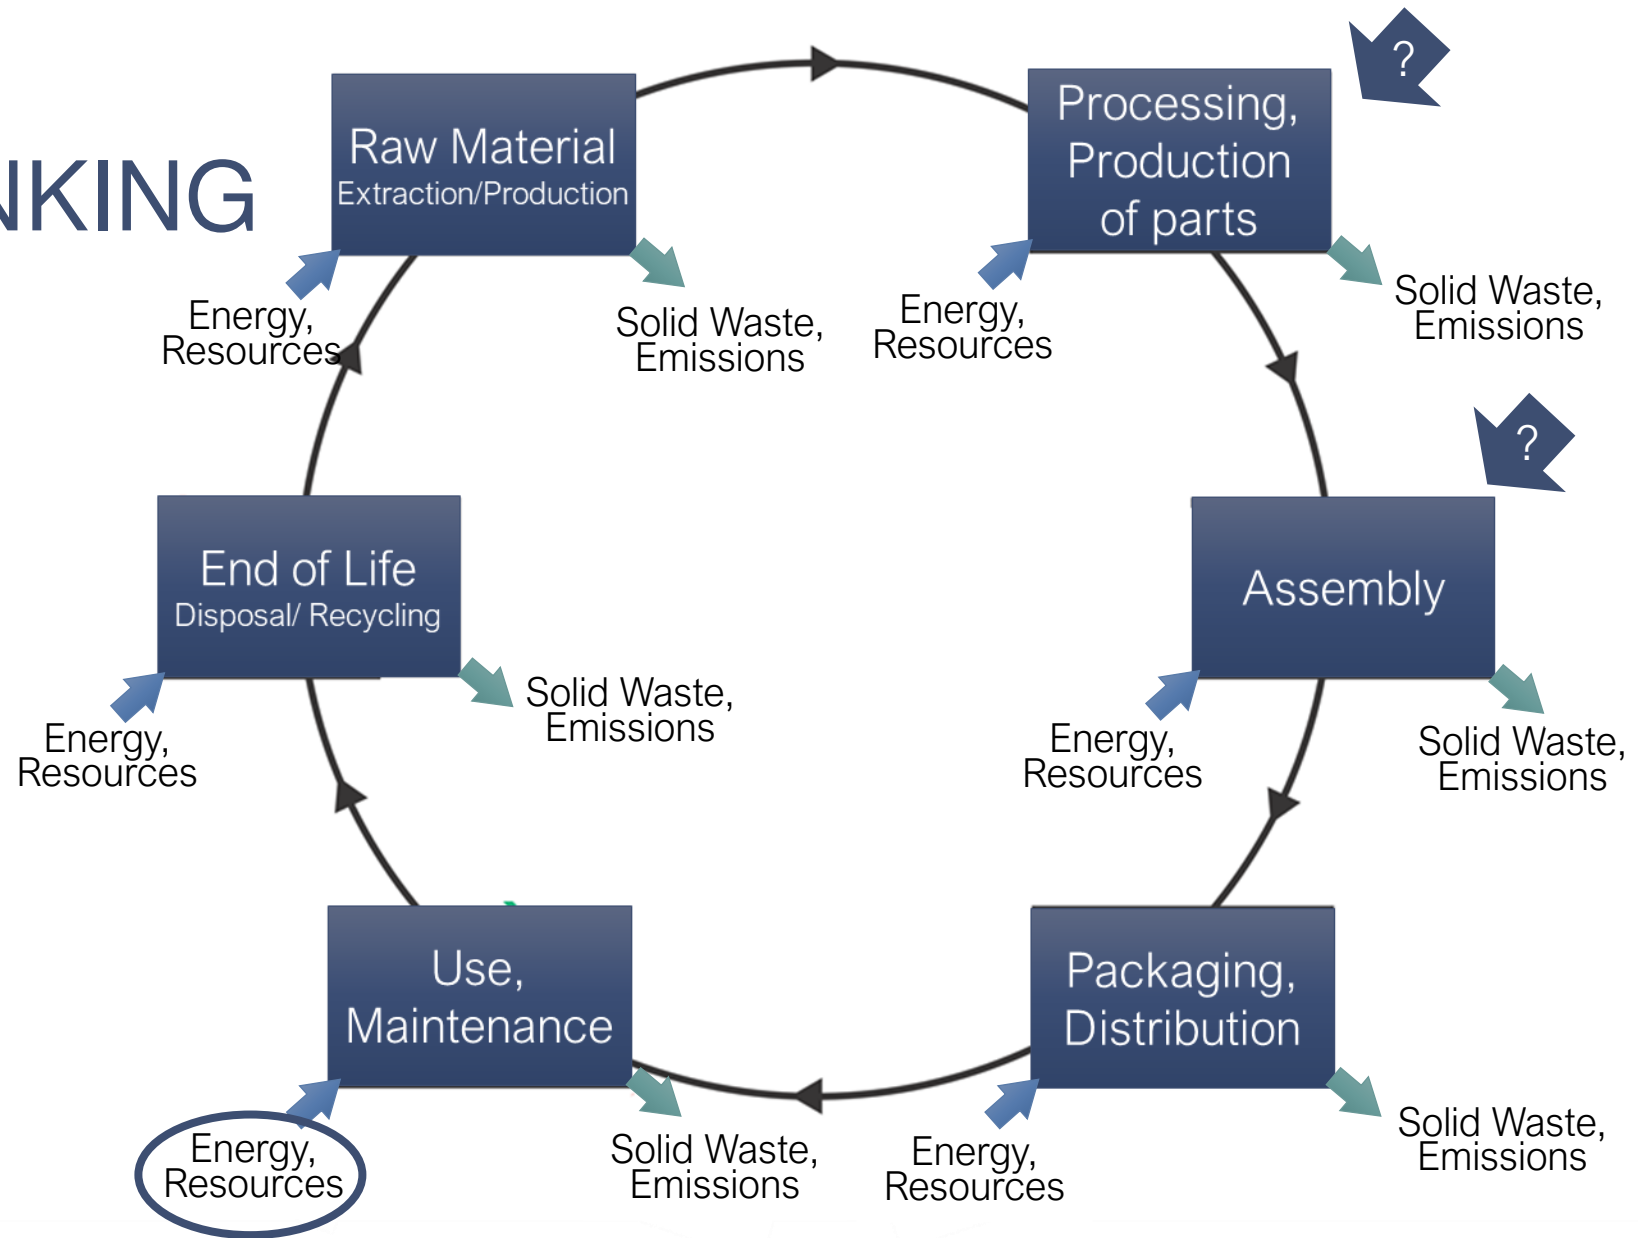 NKING
Raw Material
Extraction/Production
Energy,
Resources
Solid Waste,
Emissions
?
Processing,
Production
of parts
Energy,
Resources
Solid Waste,
Emissions
?
Assembly
Energy,
Resources
Solid Waste,
Emissions
Packaging,
Distribution
Energy,
Resources
Solid Waste,
Emissions
Use,
Maintenance
Energy,
Resources
Solid Waste,
Emissions
End of Life
Disposal/ Recycling
Energy,
Resources
Solid Waste,
Emissions